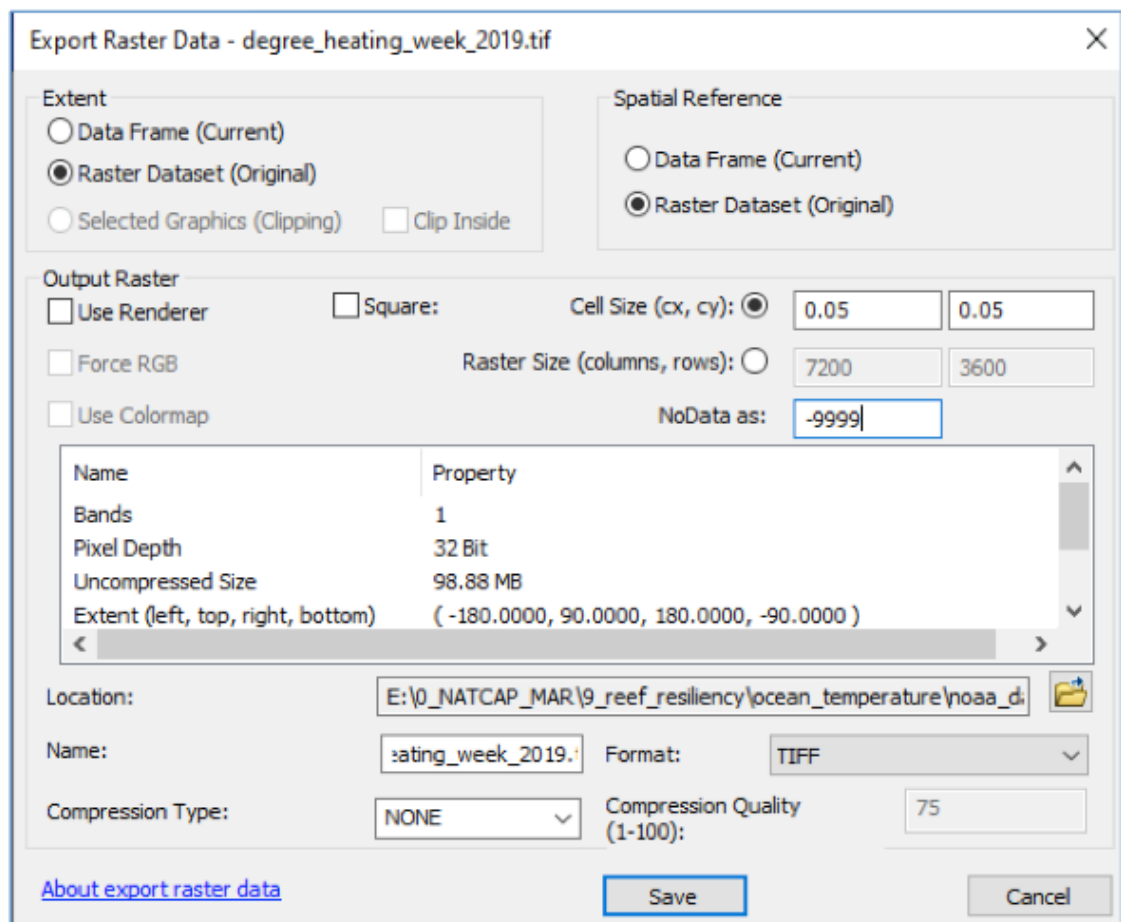 Export Raster Data - degree_heating_week_2019.tif
Extent
Data Frame (Current)
Raster Dataset (Original)
Selected Graphics (Clipping) Clip Inside
Spatial Reference
Data Frame (Current)
Raster Dataset (Original)
Output Raster
Use Renderer Square: Cell Size (cx, cy): 0.05 0.05
Force RGB Raster Size (columns, rows): 7200 3600
Use Colormap NoData as: -9999
Name Property
Bands 1
Pixel Depth 32 Bit
Uncompressed Size 98.88 MB
Extent (left, top, right, bottom) ( -180.0000, 90.0000, 180.0000, -90.0000 )
Location: E:\0_NATCAP_MAR\9_reef_resiliency\ocean_temperature\noaa_d
Name: eating_week_2019.t Format: TIFF
Compression Type: NONE Compression Quality
(1-100): 75
About export raster data Save Cancel